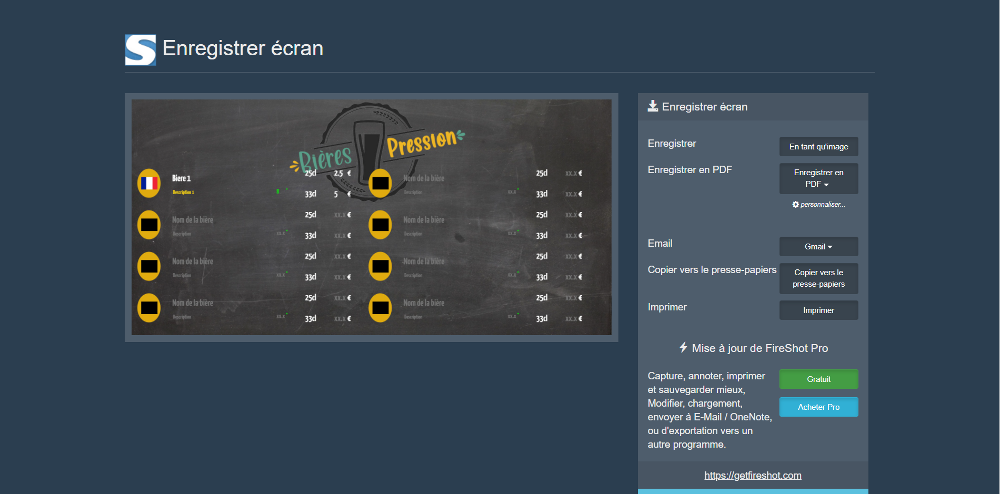 Enregistrer écran
Bières
Pression
Biere 1
Description 1
8 °
25cl 2.5 €
33cl 5 €
Nom de la bière
Description
xx.x °
25cl xx.x €
33cl xx.x €
Nom de la bière
Description
xx.x °
25cl xx.x €
33cl xx.x €
Nom de la bière
Description
xx.x °
25cl xx.x €
33cl xx.x €
Nom de la bière
Description
xx.x °
25cl xx.x €
33cl xx.x €
Nom de la bière
Description
xx.x °
25cl xx.x €
33cl xx.x €
Nom de la bière
Description
xx.x °
25cl xx.x €
33cl xx.x €
Nom de la bière
Description
xx.x °
25cl xx.x €
33cl xx.x €
Enregistrer écran
Enregistrer
En tant qu'image
Enregistrer en PDF
Enregistrer en
PDF
personnaliser...
Email
Gmail
Copier vers le presse-papiers
Copier vers le
presse-papiers
Imprimer
Imprimer
Mise à jour de FireShot Pro
Capture, annoter, imprimer
et sauvegarder mieux,
Modifier, chargement,
envoyer à E-Mail / OneNote,
ou d'exportation vers un
autre programme.
Gratuit
Acheter Pro
https://getfireshot.com